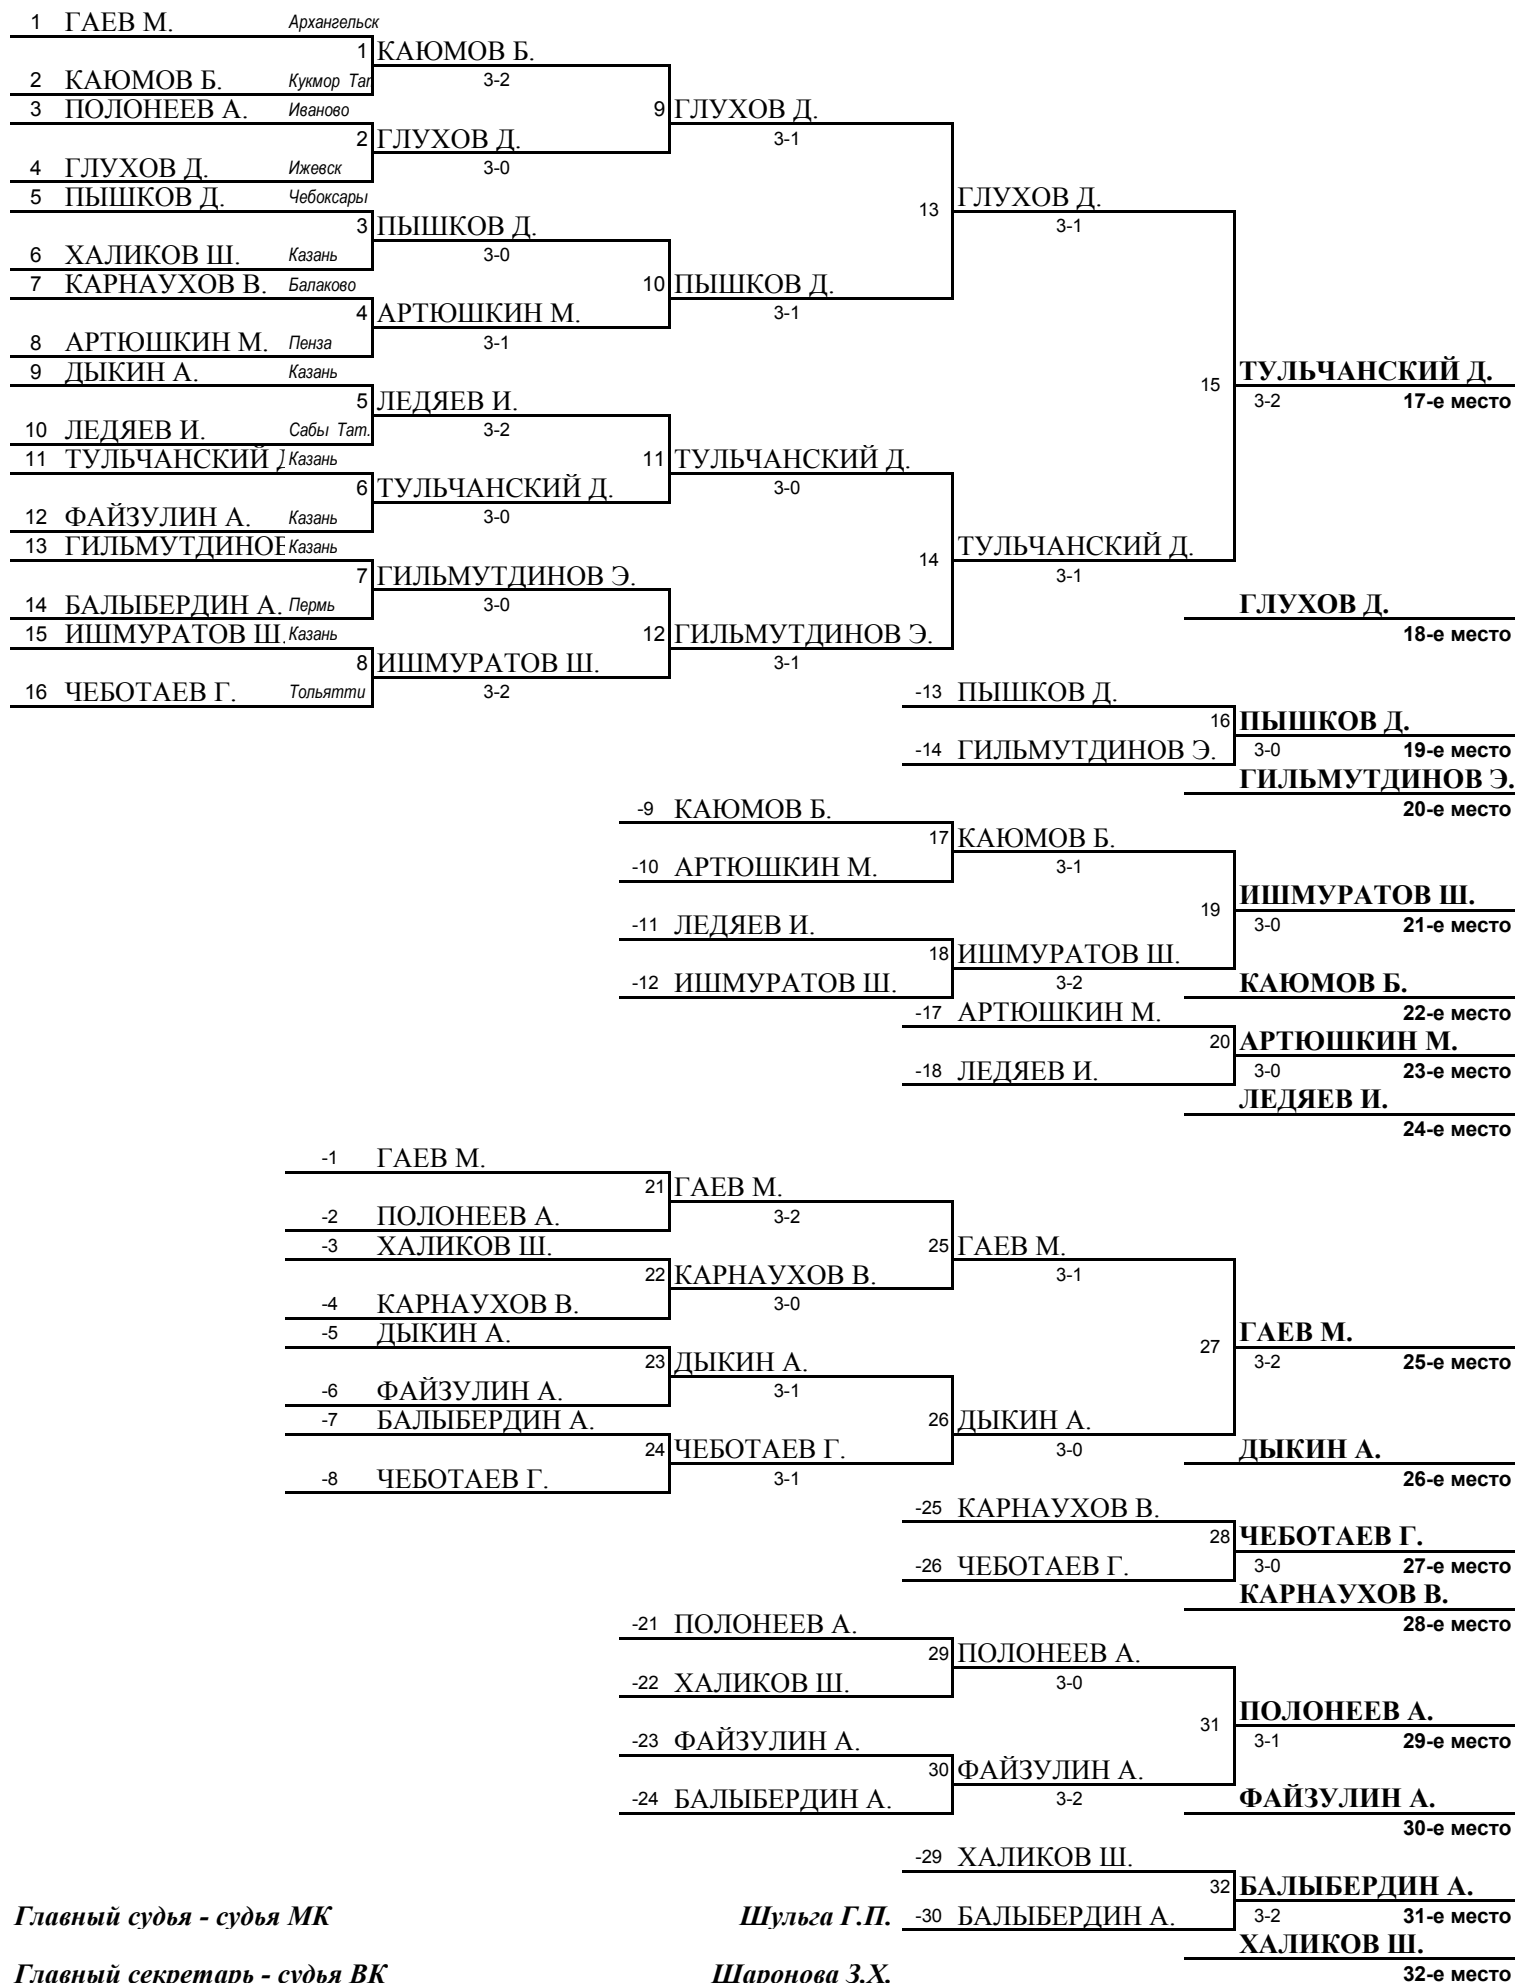 1 ГАЕВ М. Архангельск
1 КАЮМОВ Б.
2 КАЮМОВ Б. Кукмор Тат 3-2
3 ПОЛОНЕЕВ А. Иваново 9 ГЛУХОВ Д.
2 ГЛУХОВ Д. 3-1
4 ГЛУХОВ Д. Ижевск 3-0
5 ПЫШКОВ Д. Чебоксары 13 ГЛУХОВ Д.
3 ПЫШКОВ Д. 3-1
6 ХАЛИКОВ Ш. Казань 3-0
7 КАРНАУХОВ В. Балаково 10 ПЫШКОВ Д.
4 АРТЮШКИН М. 3-1
8 АРТЮШКИН М. Пенза 3-1
9 ДЫКИН А. Казань 15 ТУЛЬЧАНСКИЙ Д.
5 ЛЕДЯЕВ И. 3-2 17-е место
10 ЛЕДЯЕВ И. Сабы Тат. 3-2
11 ТУЛЬЧАНСКИЙ Казань 11 ТУЛЬЧАНСКИЙ Д.
6 ТУЛЬЧАНСКИЙ Д. 3-0
12 ФАЙЗУЛИН А. Казань 3-0
13 ГИЛЬМУТДИНОВ Казань 14 ТУЛЬЧАНСКИЙ Д.
7 ГИЛЬМУТДИНОВ Э. 3-1
14 БАЛЫБЕРДИН А. Пермь 3-0 ГЛУХОВ Д.
15 ИШМУРАТОВ Ш. Казань 12 ГИЛЬМУТДИНОВ Э. 18-е место
8 ИШМУРАТОВ Ш. 3-1
16 ЧЕБОТАЕВ Г. Тольятти 3-2 -13 ПЫШКОВ Д.
16 ПЫШКОВ Д.
-14 ГИЛЬМУТДИНОВ Э. 3-0 19-е место
ГИЛЬМУТДИНОВ Э.
-9 КАЮМОВ Б. 20-е место
17 КАЮМОВ Б.
-10 АРТЮШКИН М. 3-1
19 ИШМУРАТОВ Ш.
-11 ЛЕДЯЕВ И. 3-0 21-е место
18 ИШМУРАТОВ Ш.
-12 ИШМУРАТОВ Ш. 3-2 КАЮМОВ Б.
-17 АРТЮШКИН М. 22-е место
20 АРТЮШКИН М.
-18 ЛЕДЯЕВ И. 3-0 23-е место
ЛЕДЯЕВ И.
24-е место
-1 ГАЕВ М.
21 ГАЕВ М.
-2 ПОЛОНЕЕВ А. 3-2
-3 ХАЛИКОВ Ш. 25 ГАЕВ М.
22 КАРНАУХОВ В. 3-1
-4 КАРНАУХОВ В. 3-0
-5 ДЫКИН А. 27 ГАЕВ М.
23 ДЫКИН А. 3-2 25-е место
-6 ФАЙЗУЛИН А. 3-1
-7 БАЛЫБЕРДИН А. 26 ДЫКИН А.
24 ЧЕБОТАЕВ Г. 3-0 ДЫКИН А.
-8 ЧЕБОТАЕВ Г. 3-1 26-е место
-25 КАРНАУХОВ В.
28 ЧЕБОТАЕВ Г.
-26 ЧЕБОТАЕВ Г. 3-0 27-е место
КАРНАУХОВ В.
-21 ПОЛОНЕЕВ А. 28-е место
29 ПОЛОНЕЕВ А.
-22 ХАЛИКОВ Ш. 3-0
31 ПОЛОНЕЕВ А.
-23 ФАЙЗУЛИН А. 3-1 29-е место
30 ФАЙЗУЛИН А.
-24 БАЛЫБЕРДИН А. 3-2 ФАЙЗУЛИН А.
30-е место
-29 ХАЛИКОВ Ш.
32 БАЛЫБЕРДИН А.
Главный судья - судья МК Шульга Г.П. -30 БАЛЫБЕРДИН А. 3-2 31-е место
ХАЛИКОВ Ш.
Главный секретарь - судья ВК Шаронова З.Х. 32-е место